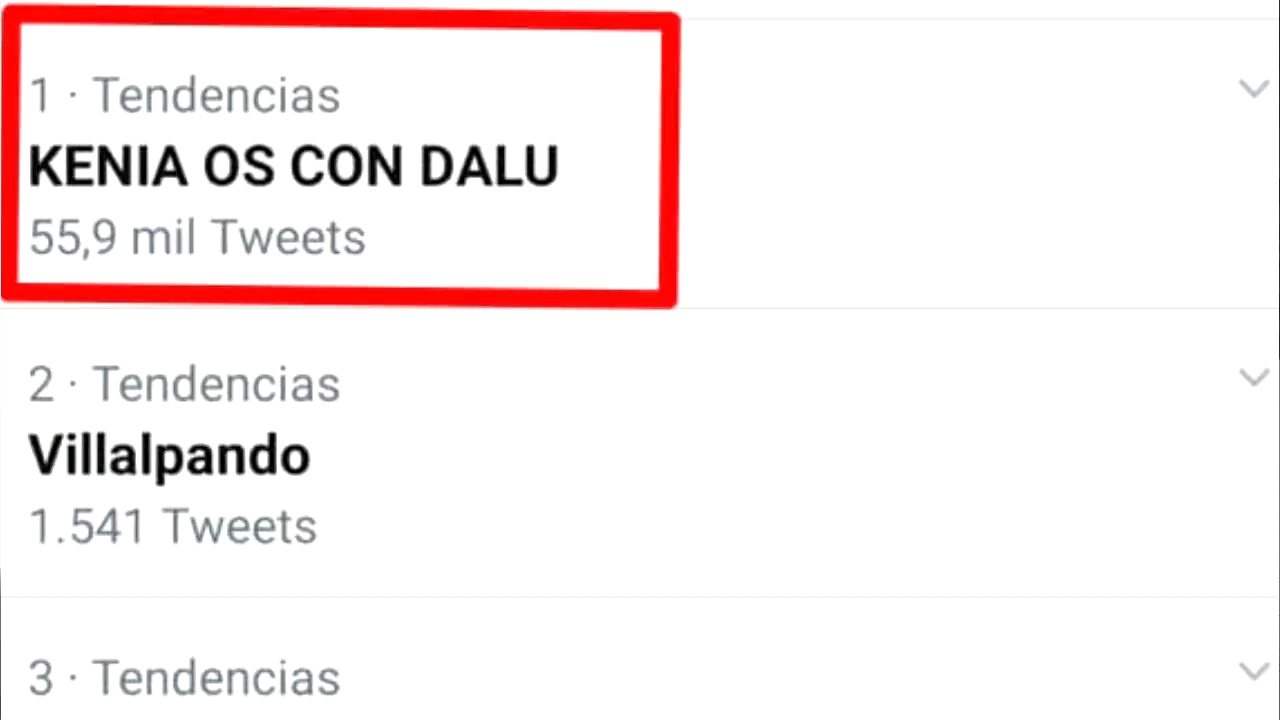 1 · Tendencias
KENIA OS CON DALU
55,9 mil Tweets
2 · Tendencias
Villalpando
1.541 Tweets
3 · Tendencias